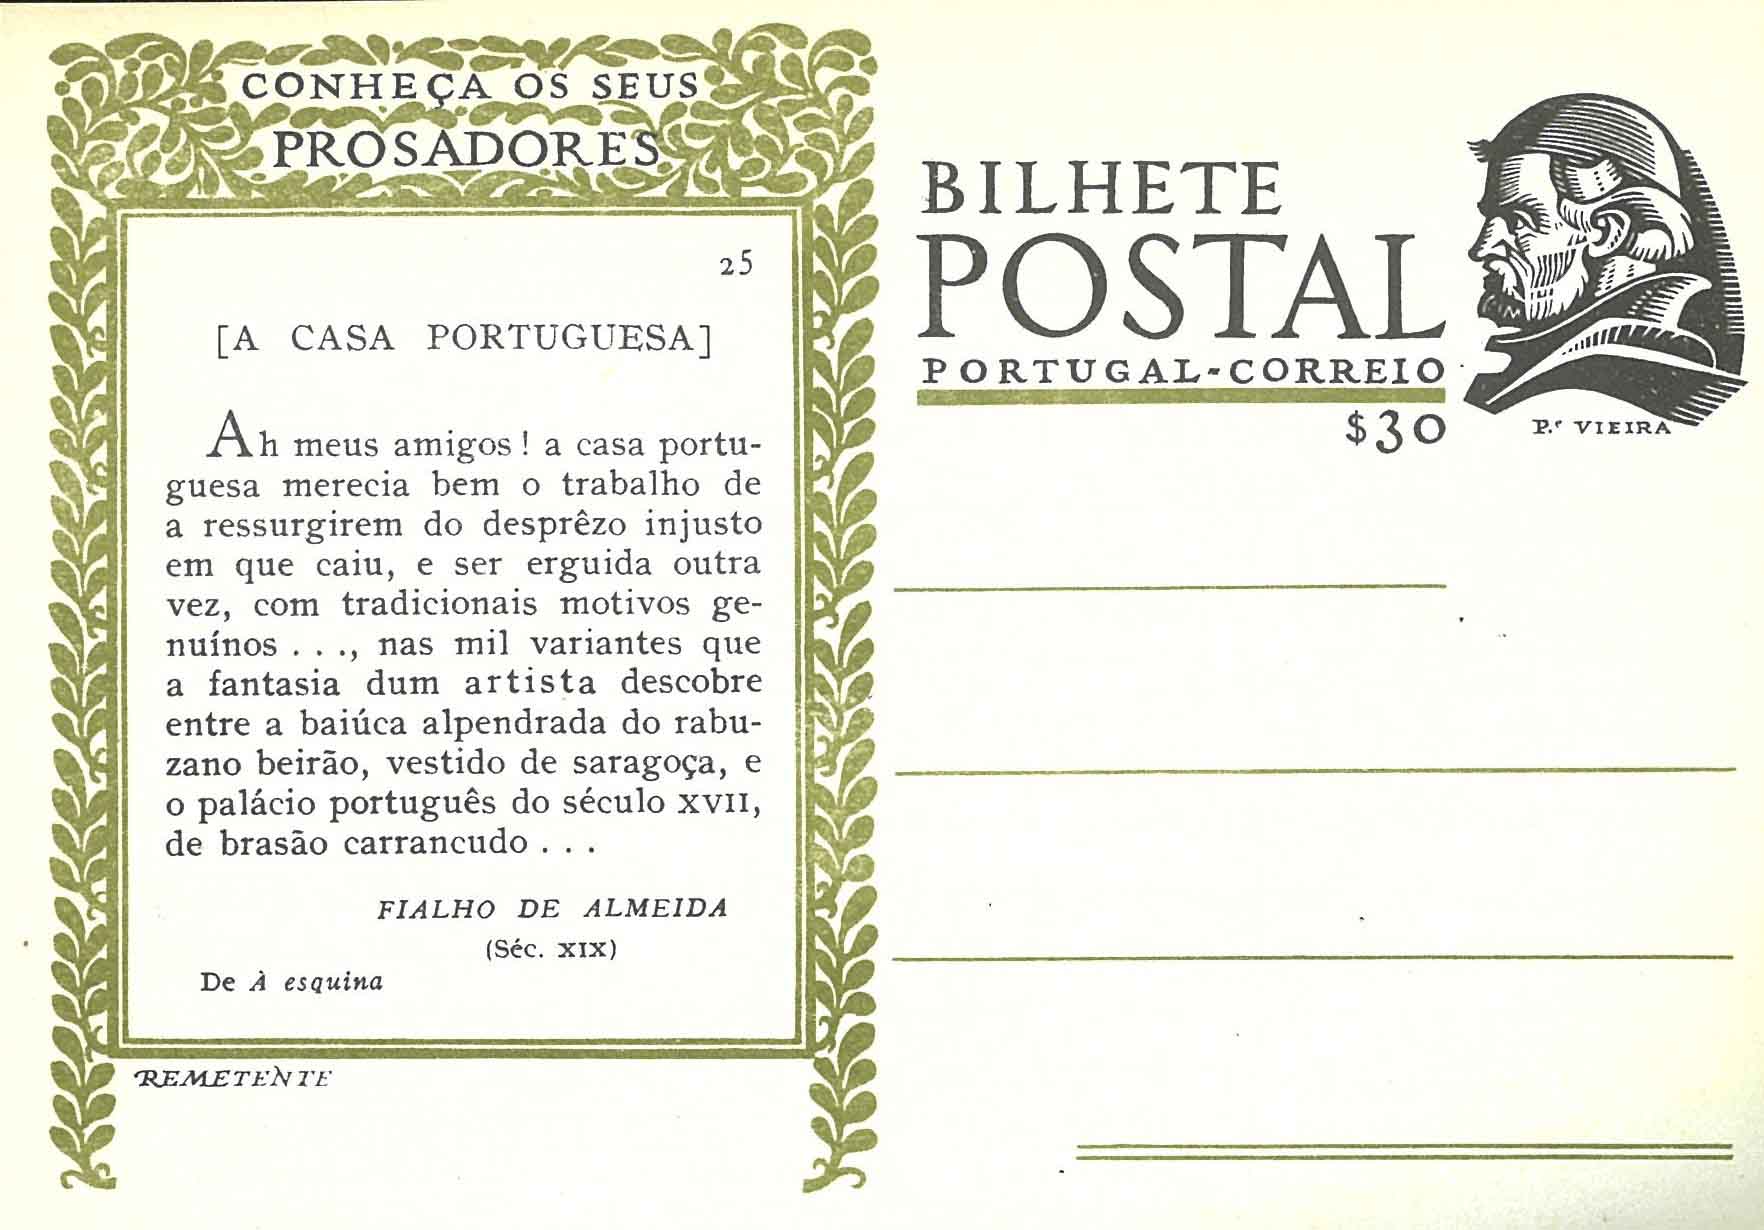 CONHEÇA OS SEUS
PROSADORES
25
[A CASA PORTUGUESA]
Ah meus amigos! a casa portu-
guesa merecia bem o trabalho de
a ressurgirem do desprêzo injusto
em que caiu, e ser erguida outra
vez, com tradicionais motivos ge-
nuínos . . ., nas mil variantes que
a fantasia dum artista descobre
entre a baiúca alpendrada do rabu-
zano beirão, vestido de saragoça, e
o palácio português do século XVII,
de brasão carrancudo . . .
FIALHO DE ALMEIDA
(Séc. XIX)
De À esquina
REMETENTE
BILHETE
POSTAL
PORTUGAL-CORREIO
$30
P.e VIEIRA